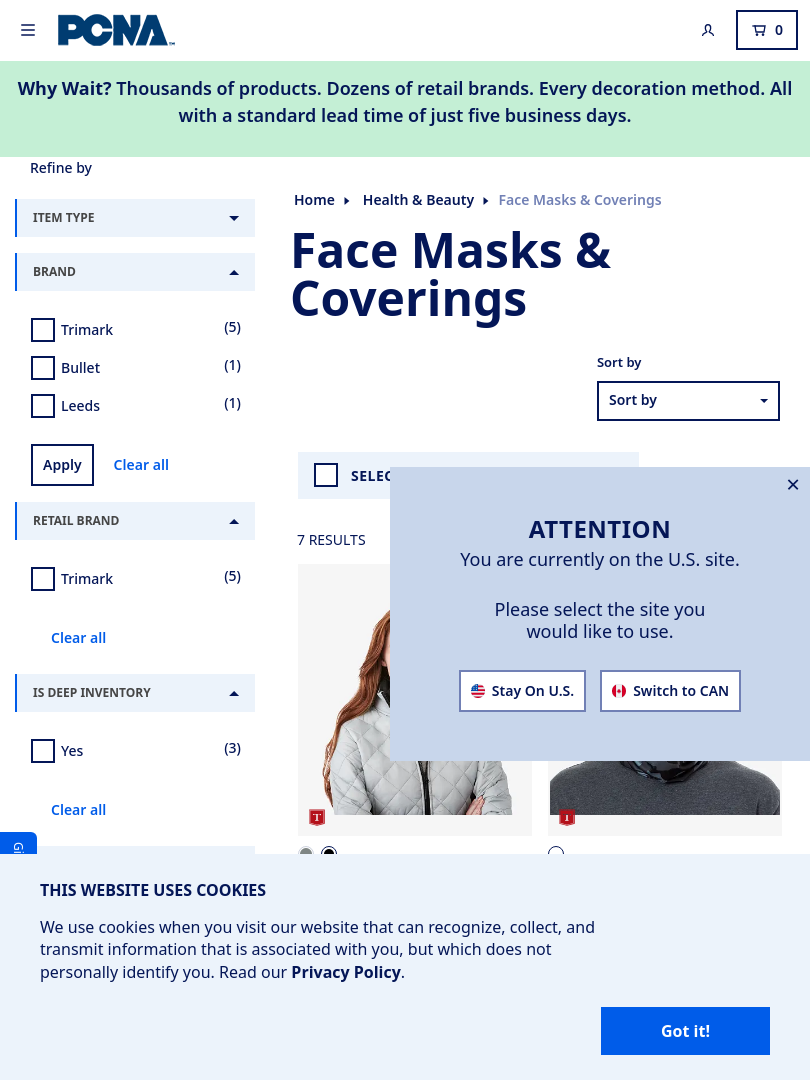 PCNA
0
Why Wait? Thousands of products. Dozens of retail brands. Every decoration method. All
with a standard lead time of just five business days.
Refine by
ITEM TYPE
BRAND
Trimark (5)
Bullet (1)
Leeds (1)
Apply Clear all
RETAIL BRAND
Trimark (5)
Clear all
IS DEEP INVENTORY
Yes (3)
Clear all
Home Health & Beauty Face Masks & Coverings
Face Masks &
Coverings
Sort by
Sort by
7 RESULTS
ATTENTION
You are currently on the U.S. site.
Please select the site you
would like to use.
Stay On U.S. Switch to CAN
T
THIS WEBSITE USES COOKIES
We use cookies when you visit our website that can recognize, collect, and
transmit information that is associated with you, but which does not
personally identify you. Read our Privacy Policy.
Got it!